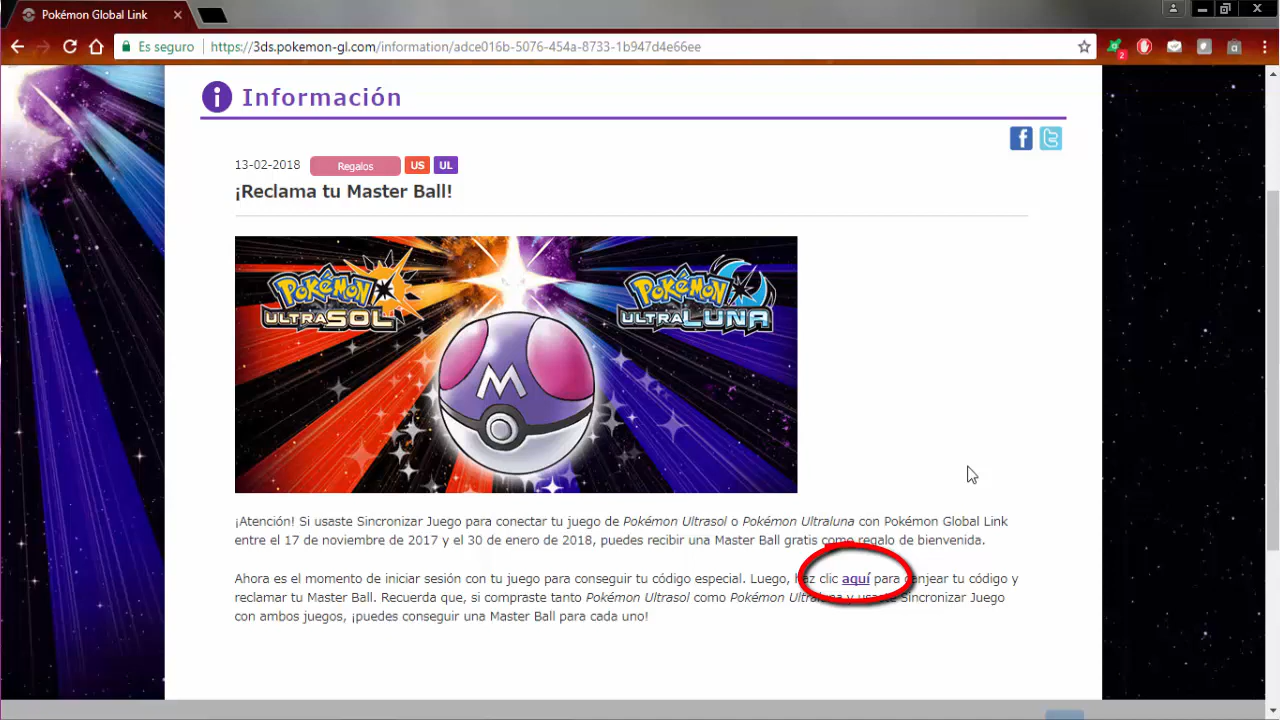 Pokémon Global Link
Es seguro
https://3ds.pokemon-gl.com/information/adce016b-5076-454a-8733-1b947d4e66ee
2
a
i Información
f t
13-02-2018 Regalos US UL
¡Reclama tu Master Ball!
Pokémon
ULTRASOL
Pokémon
ULTRALUNA
M
¡Atención! Si usaste Sincronizar Juego para conectar tu juego de Pokémon Ultrasol o Pokémon Ultraluna con Pokémon Global Link
entre el 17 de noviembre de 2017 y el 30 de enero de 2018, puedes recibir una Master Ball gratis como regalo de bienvenida.
Ahora es el momento de iniciar sesión con tu juego para conseguir tu código especial. Luego, haz clic aquí para canjear tu código y
reclamar tu Master Ball. Recuerda que, si compraste tanto Pokémon Ultrasol como Pokémon Ultraluna y usaste Sincronizar Juego
con ambos juegos, ¡puedes conseguir una Master Ball para cada uno!